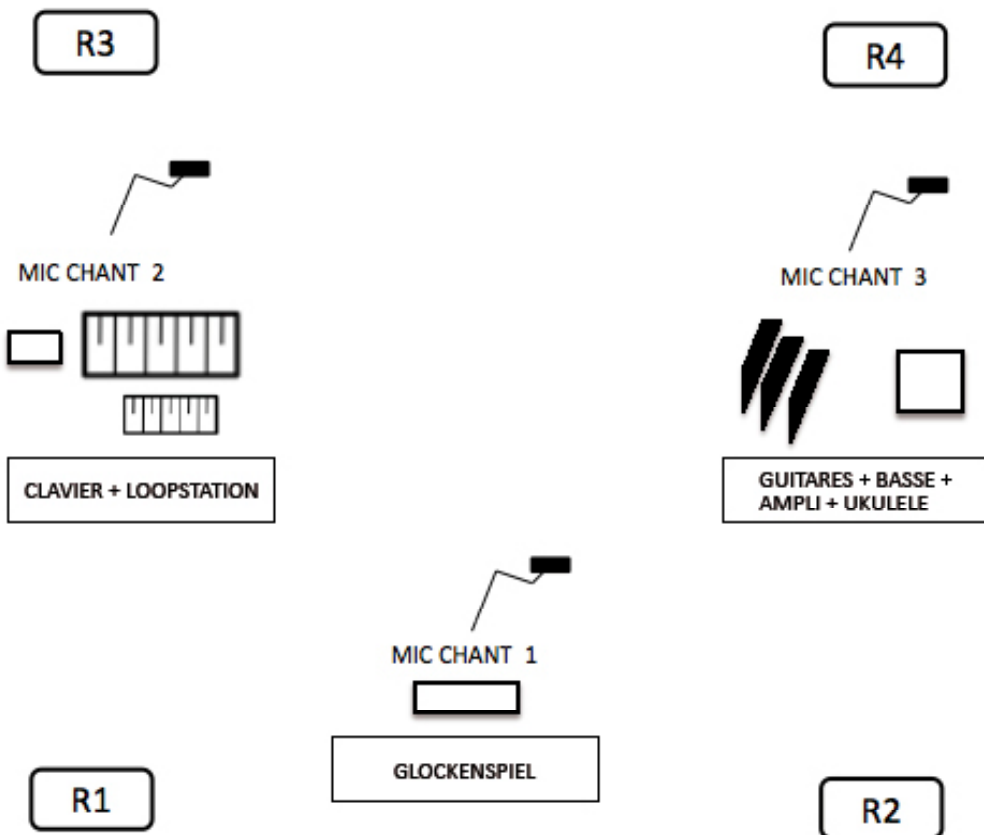 R3
R4
MIC CHANT 2
MIC CHANT 3
CLAVIER + LOOPSTATION
GUITARES + BASSE +
AMPLI + UKULELE
MIC CHANT 1
GLOCKENSPIEL
R1
R2